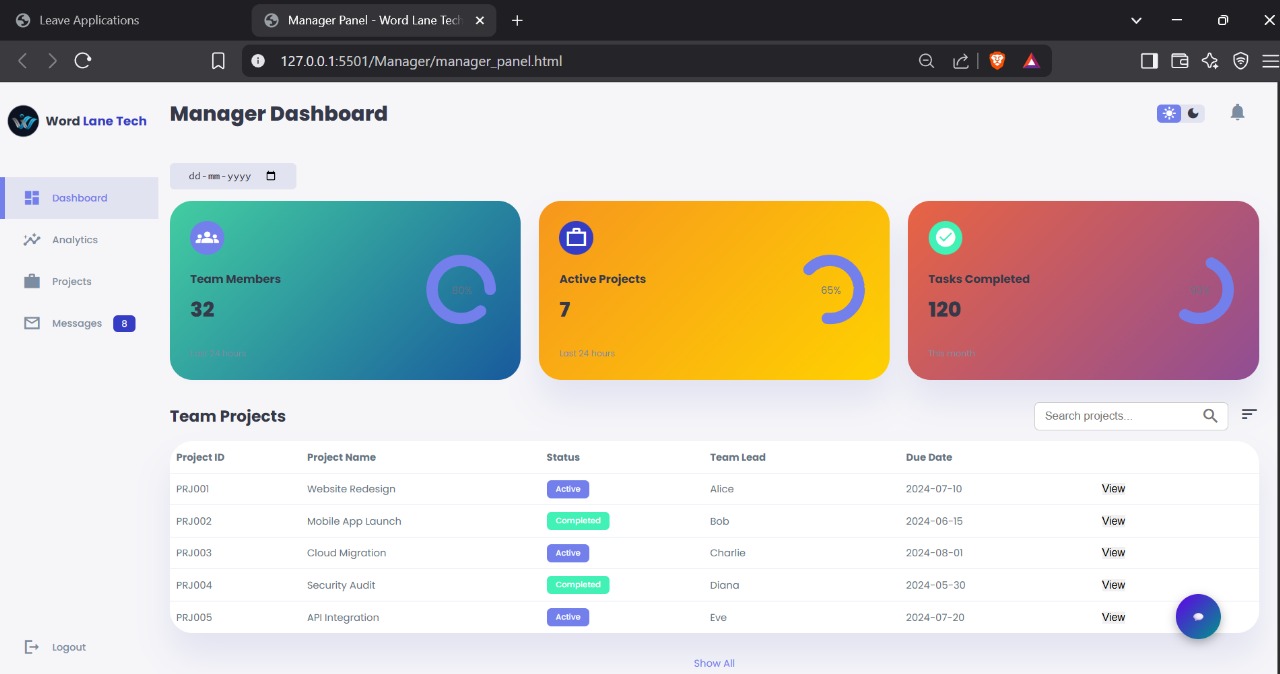 Leave Applications
Manager Panel - Word Lane Tech
127.0.0.1:5501/Manager/manager_panel.html
Word Lane Tech
Manager Dashboard
dd-mm-yyyy
Dashboard
Analytics
Projects
Messages 8
Logout
Team Members
32
80%
Last 24 hours
Active Projects
7
65%
Last 24 hours
Tasks Completed
120
This month
Team Projects
Search projects...
Project ID Project Name Status Team Lead Due Date
PRJ001 Website Redesign Active Alice 2024-07-10 View
PRJ002 Mobile App Launch Completed Bob 2024-06-15 View
PRJ003 Cloud Migration Active Charlie 2024-08-01 View
PRJ004 Security Audit Completed Diana 2024-05-30 View
PRJ005 API Integration Active Eve 2024-07-20 View
Show All